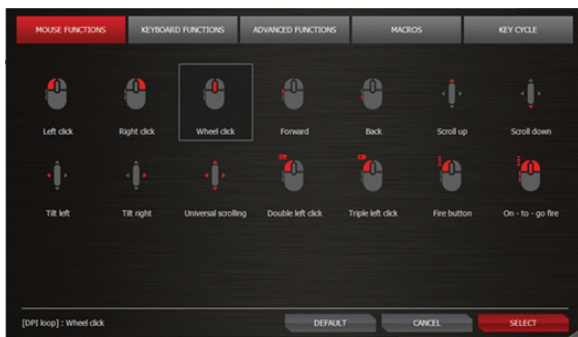 MOUSE FUNCTIONS KEYBOARD FUNCTIONS ADVANCED FUNCTIONS MACROS KEY CYCLE
Left click Right click Wheel click Forward Back Scroll up Scroll down
Tilt left Tilt right Universal scrolling Double left click Triple left click Fire button On - to - go fire
[DPI loop] : Wheel click DEFAULT CANCEL SELECT